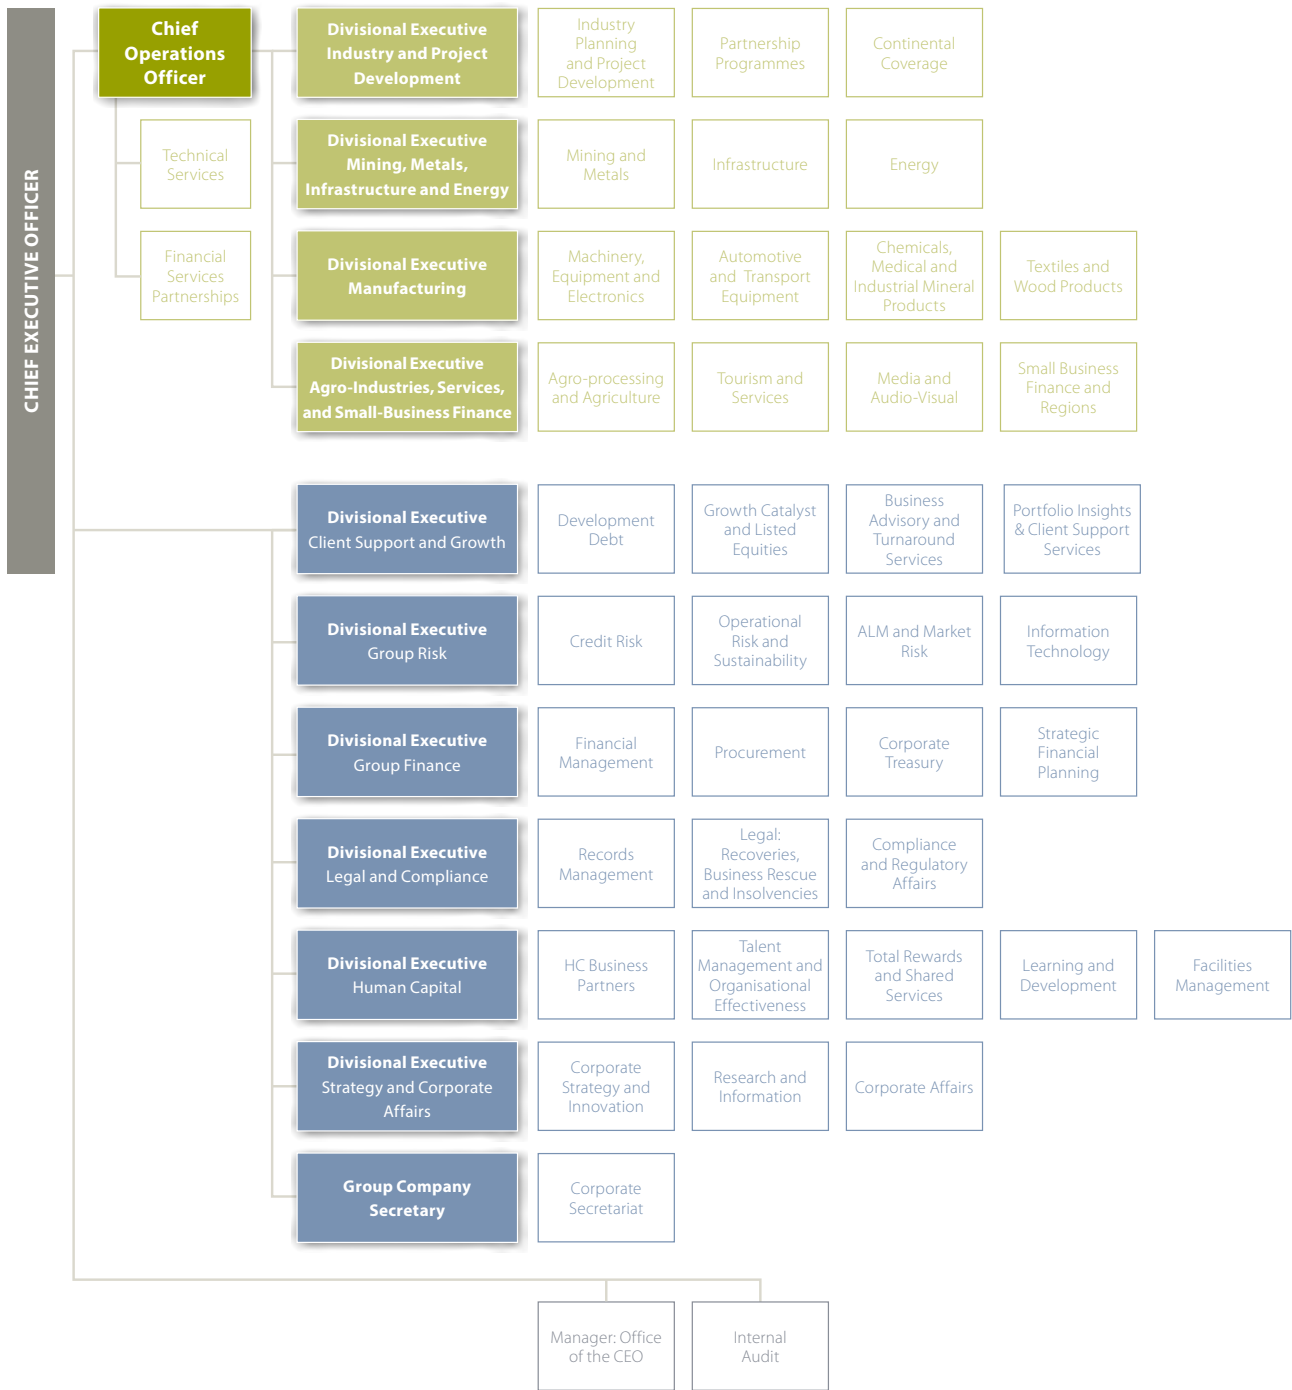 CHIEF EXECUTIVE OFFICER
Chief
Operations
Officer
Technical
Services
Financial
Services
Partnerships
Divisional Executive
Industry and Project
Development
Industry
Planning
and Project
Development
Partnership
Programmes
Continental
Coverage
Divisional Executive
Mining, Metals,
Infrastructure and Energy
Mining and
Metals
Infrastructure
Energy
Divisional Executive
Manufacturing
Machinery,
Equipment and
Electronics
Automotive
and Transport
Equipment
Chemicals,
Medical and
Industrial Mineral
Products
Textiles and
Wood Products
Divisional Executive
Agro-Industries, Services,
and Small-Business Finance
Agro-processing
and Agriculture
Tourism and
Services
Media and
Audio-Visual
Small Business
Finance and
Regions
Divisional Executive
Client Support and Growth
Development
Debt
Growth Catalyst
and Listed
Equities
Business
Advisory and
Turnaround
Services
Portfolio Insights
& Client Support
Services
Divisional Executive
Group Risk
Credit Risk
Operational
Risk and
Sustainability
ALM and Market
Risk
Information
Technology
Divisional Executive
Group Finance
Financial
Management
Procurement
Corporate
Treasury
Strategic
Financial
Planning
Divisional Executive
Legal and Compliance
Records
Management
Legal:
Recoveries,
Business Rescue
and Insolvencies
Compliance
and Regulatory
Affairs
Divisional Executive
Human Capital
HC Business
Partners
Talent
Management and
Organisational
Effectiveness
Total Rewards
and Shared
Services
Learning and
Development
Facilities
Management
Divisional Executive
Strategy and Corporate
Affairs
Corporate
Strategy and
Innovation
Research and
Information
Corporate Affairs
Group Company
Secretary
Corporate
Secretariat
Manager: Office
of the CEO
Internal
Audit